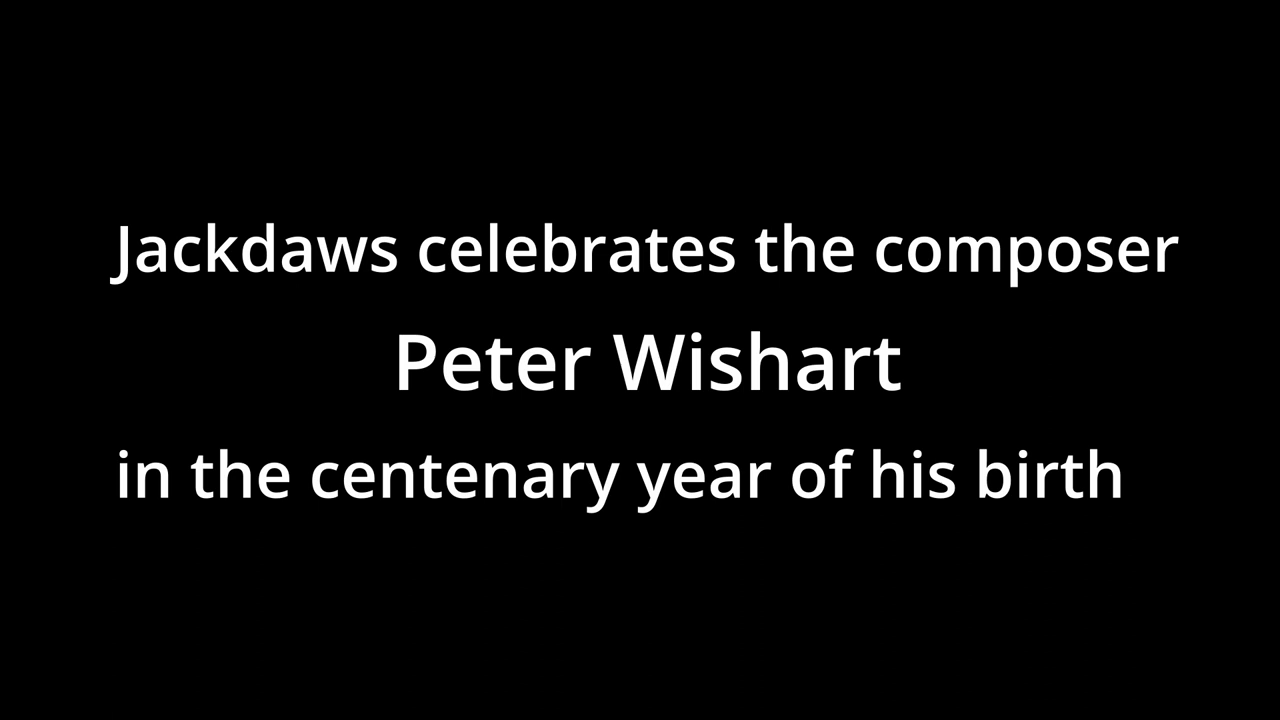 Jackdaws celebrates the composer
Peter Wishart
in the centenary year of his birth